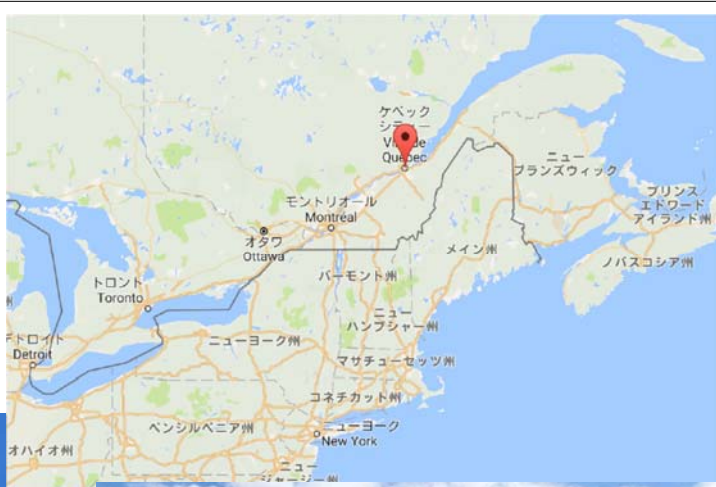 ケベック
シティー
Ville de
Quebec
ニュー
ブランズウィック
プリンス
エドワード
アイランド州
モントリオール
Montreal
オタワ
Ottawa
メイン州
ノバスコシア州
バーモント州
トロント
Toronto
ニュー
ハンプシャー州
ニューヨーク州
デトロイト
Detroit
マサチューセッツ州
コネチカット州
ペンシルベニア州
ニューヨーク
New York
オハイオ州
ニュー
ジャージー州